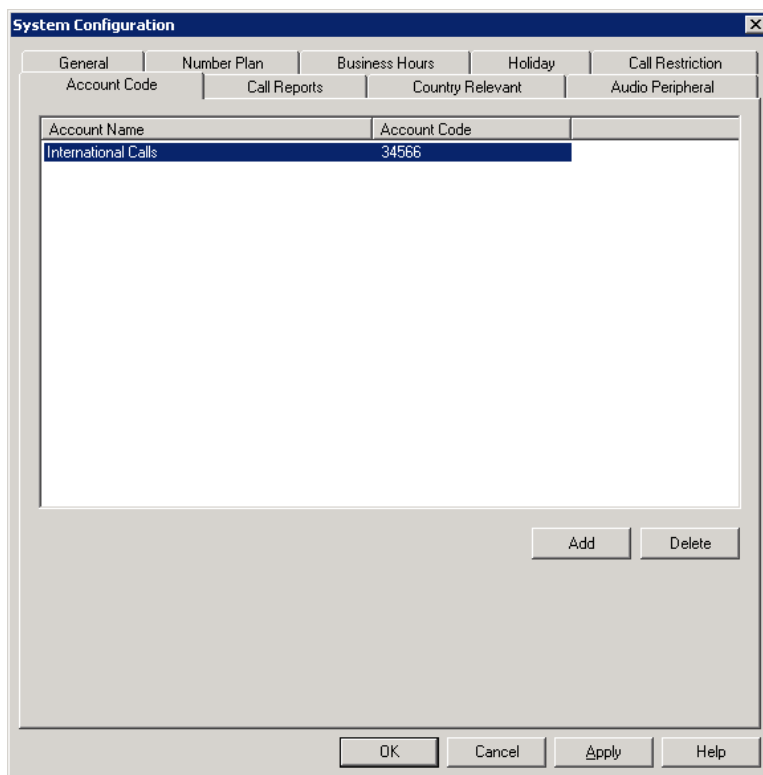 System Configuration
General Number Plan Business Hours Holiday Call Restriction
Account Code Call Reports Country Relevant Audio Peripheral
Account Name Account Code
International Calls 34566
Add Delete
OK Cancel Apply Help